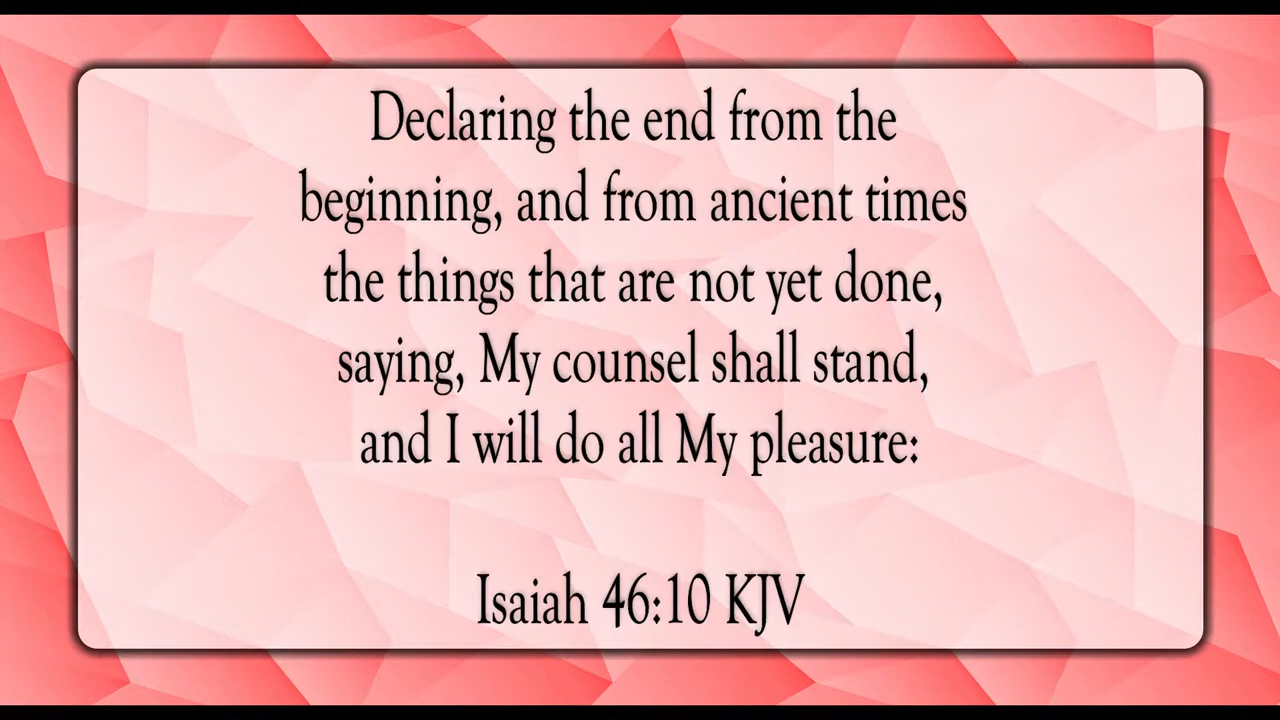 Declaring the end from the
beginning, and from ancient times
the things that are not yet done,
saying, My counsel shall stand,
and I will do all My pleasure:
Isaiah 46:10 KJV